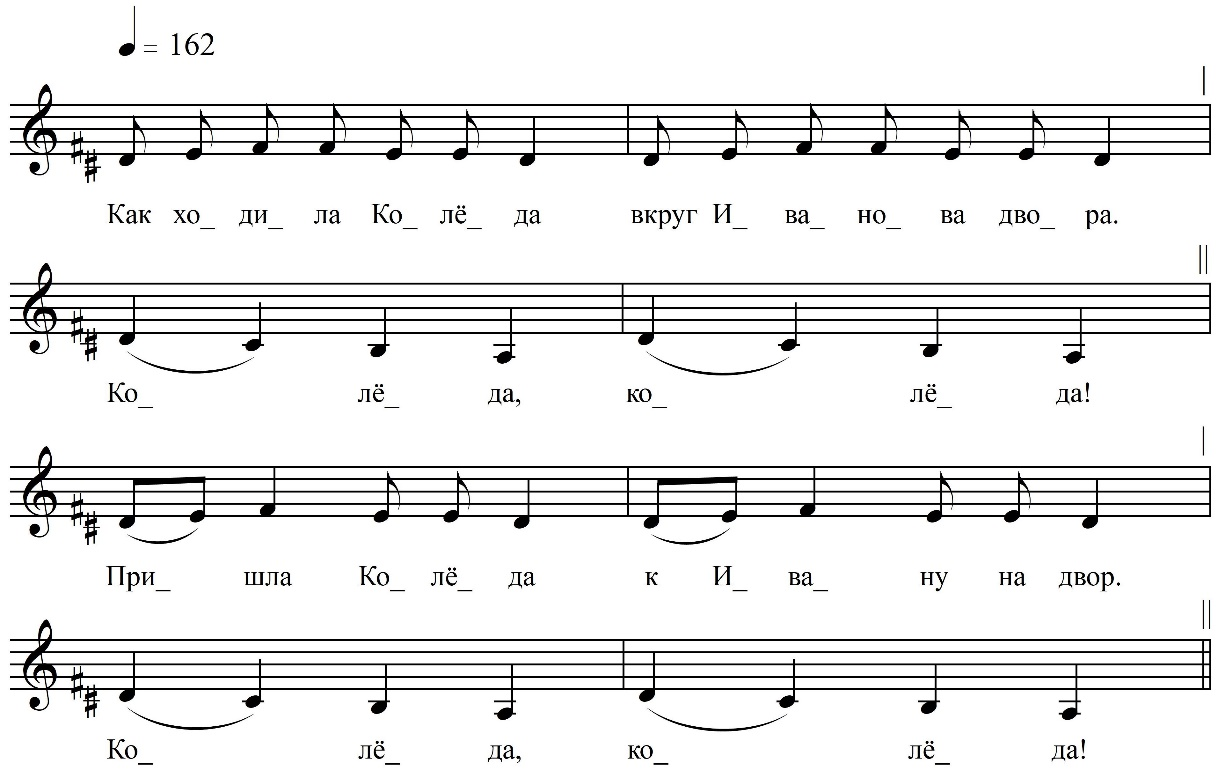 = 162
Как хо_ ди_ ла Ко_ лё_ да вкруг И_ ва_ но_ ва дво_ ра.
Ко_ лё_ да, ко_ лё_ да!
При_ шла Ко_ лё_ да к И_ ва_ ну на двор.
Ко_ лё_ да, ко_ лё_ да!